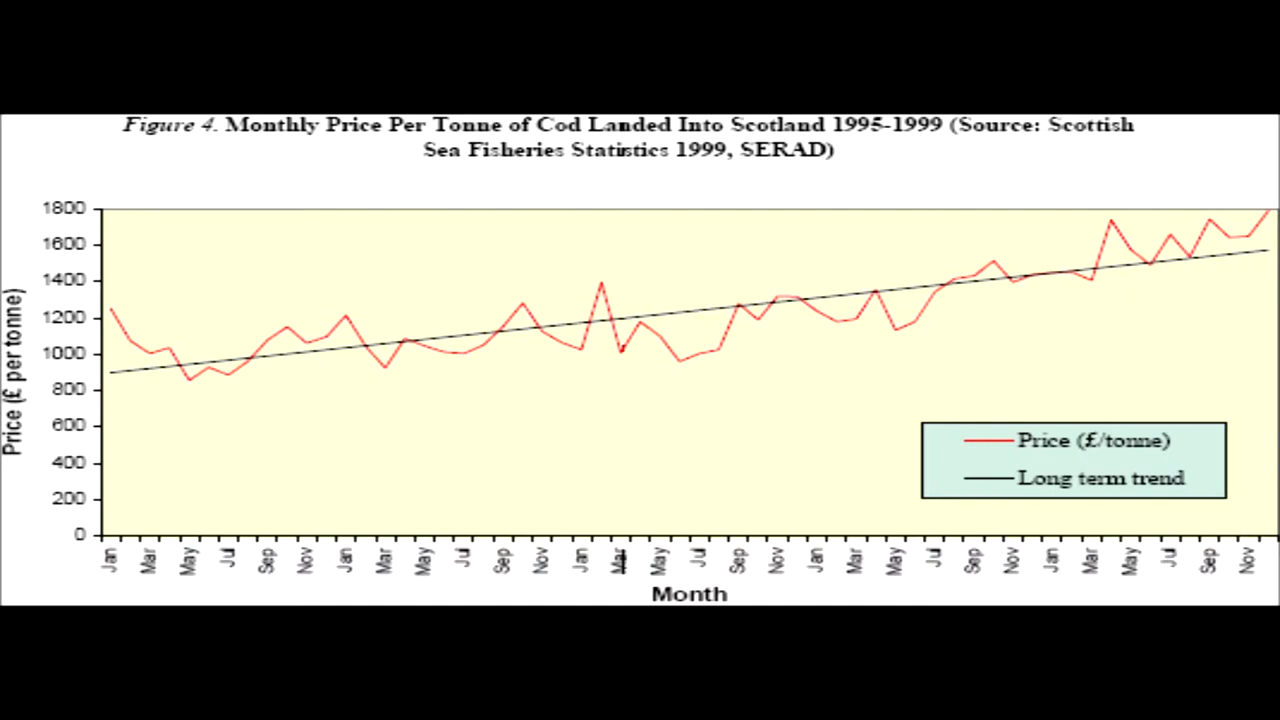 Figure 4. Monthly Price Per Tonne of Cod Landed Into Scotland 1995-1999 (Source: Scottish
Sea Fisheries Statistics 1999, SERAD)
1800
1600
1400
1200
1000
800
600
400
200
0
Price (£ per tonne)
Price (£/tonne)
Long term trend
Jan Mar May Jul Sep Nov Jan Mar May Jul Sep Nov Jan Mar May Jul Sep Nov Jan Mar May Jul Sep Nov Jan Mar May Jul Sep Nov
Month